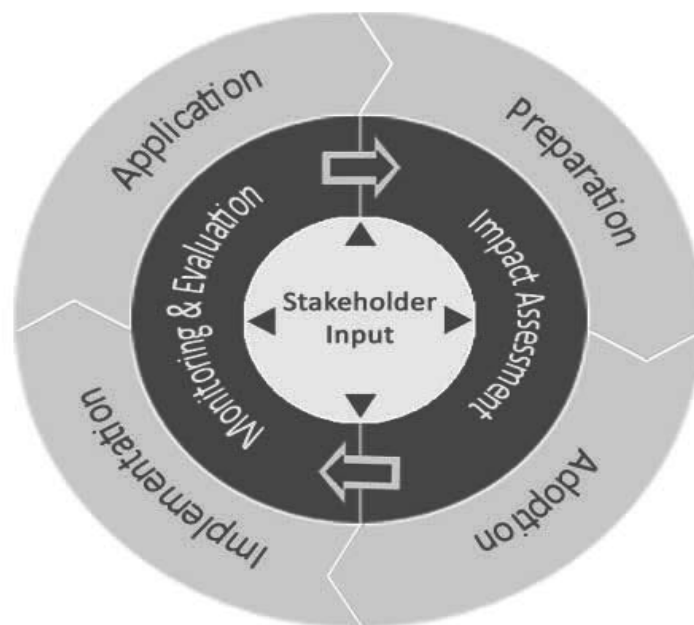 Application
Preparation
Monitoring & Evaluation
Impact Assessment
Stakeholder
Input
Implementation
Adoption